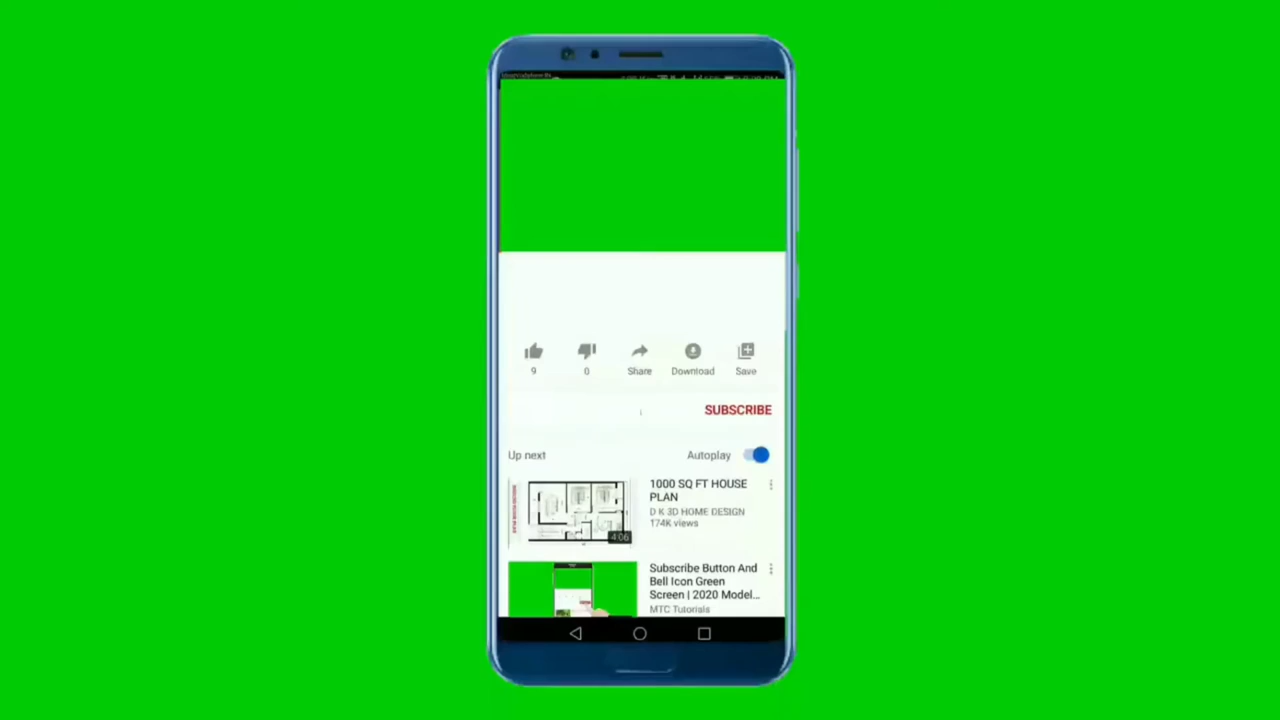 9
0
Share
Download
Save
SUBSCRIBE
Up next
Autoplay
1000 SQ FT HOUSE
PLAN
D K 3D HOME DESIGN
174K views
4:06
Subscribe Button And
Bell Icon Green
Screen | 2020 Model...
MTC Tutorials